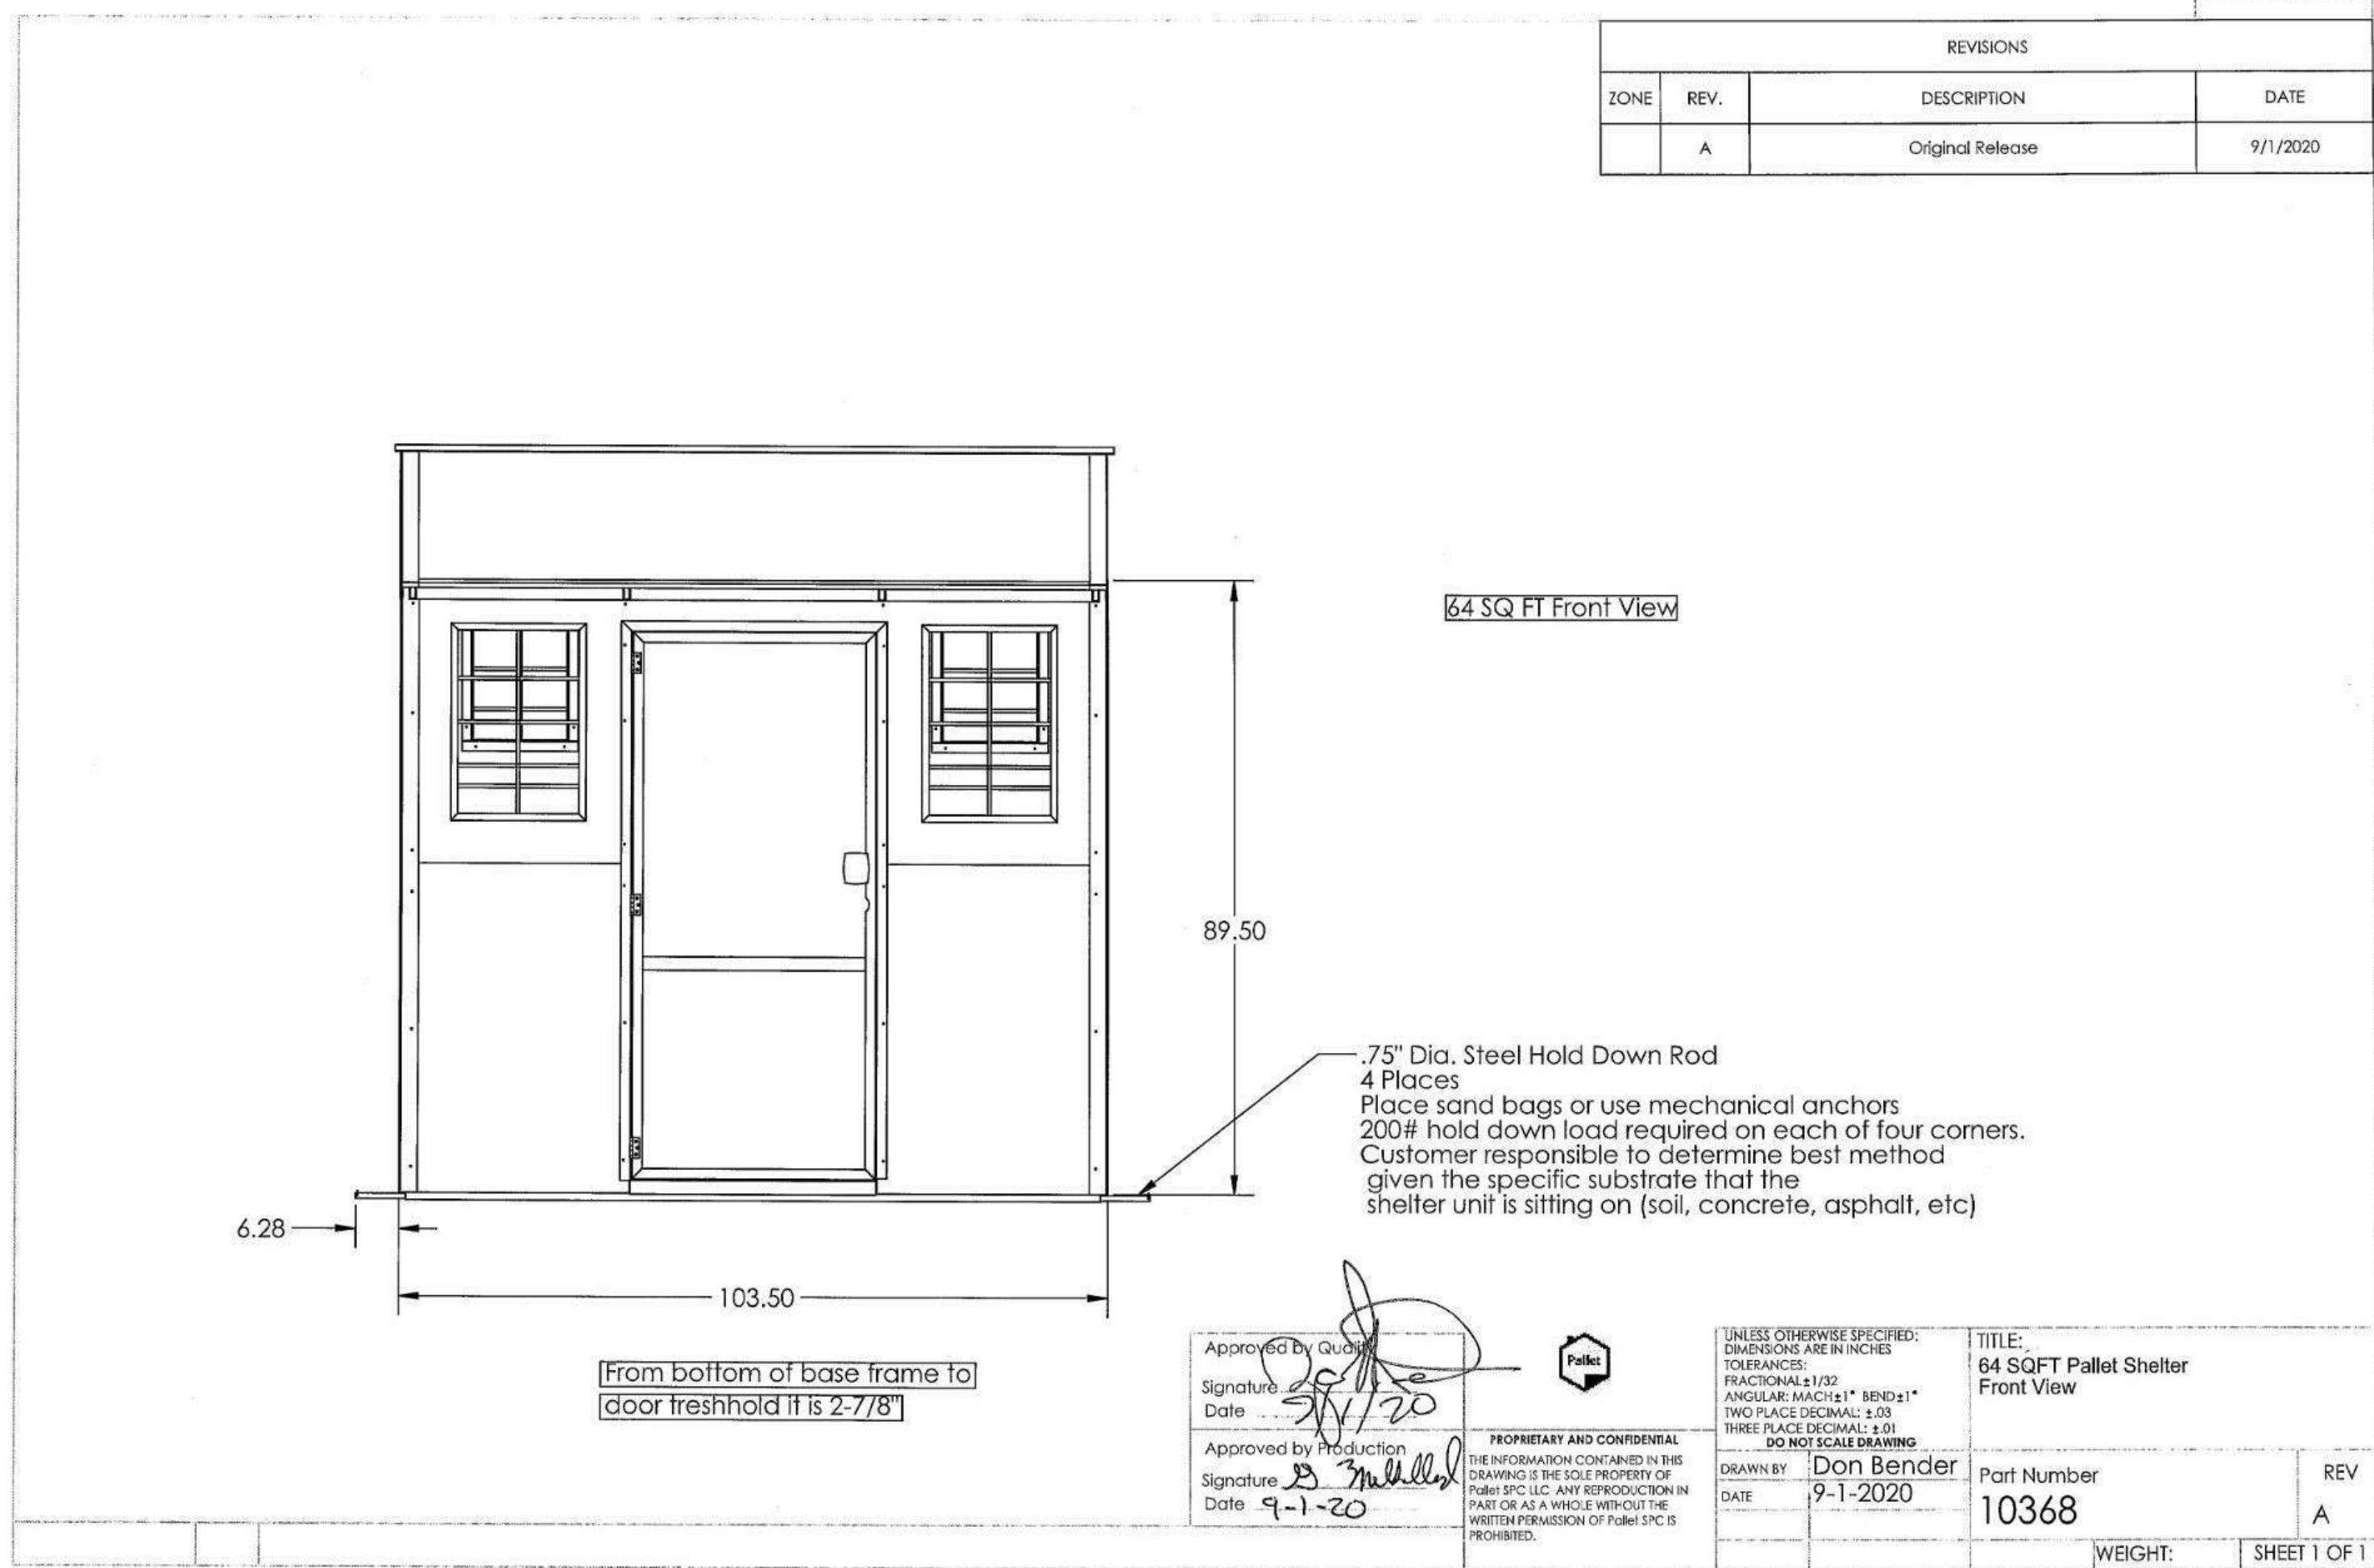 REVISIONS
ZONE REV. DESCRIPTION DATE
A Original Release 9/1/2020
64 SQ FT Front View
89.50
.75" Dia. Steel Hold Down Rod
4 Places
Place sand bags or use mechanical anchors
200# hold down load required on each of four corners.
Customer responsible to determine best method
given the specific substrate that the
shelter unit is sitting on (soil, concrete, asphalt, etc)
6.28
103.50
From bottom of base frame to
door treshhold it is 2-7/8"
Approved by Quality
Signature
Date 9/1/20
Approved by Production
Signature
Date 9-1-20
Pallet
PROPRIETARY AND CONFIDENTIAL
THE INFORMATION CONTAINED IN THIS
DRAWING IS THE SOLE PROPERTY OF
Pallet SPC LLC ANY REPRODUCTION IN
PART OR AS A WHOLE WITHOUT THE
WRITTEN PERMISSION OF Pallet SPC IS
PROHIBITED.
UNLESS OTHERWISE SPECIFIED:
DIMENSIONS ARE IN INCHES
TOLERANCES:
FRACTIONAL±1/32
ANGULAR: MACH±1° BEND±1°
TWO PLACE DECIMAL: ±.03
THREE PLACE DECIMAL: ±.01
DO NOT SCALE DRAWING
DRAWN BY Don Bender
DATE 9-1-2020
TITLE:
64 SQFT Pallet Shelter
Front View
Part Number
10368
REV
A
WEIGHT:
SHEET 1 OF 1